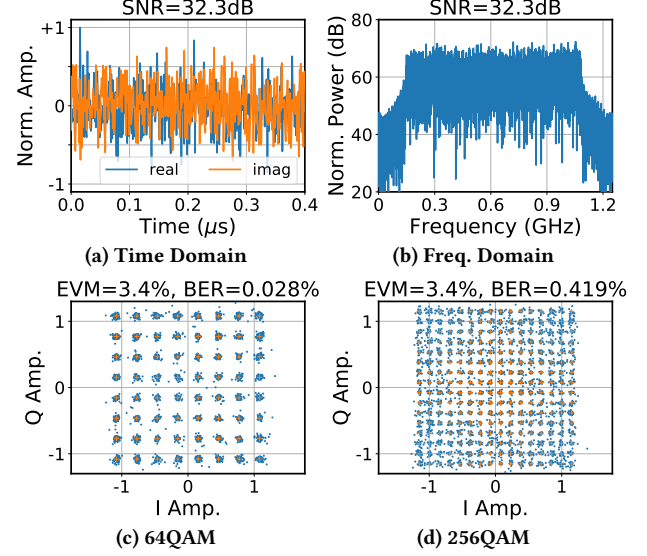 SNR=32.3dB
+1
0
-1
Norm. Amp.
real
imag
0.0 0.1 0.2 0.3 0.4
Time (μs)
(a) Time Domain
SNR=32.3dB
80
60
40
20
Norm. Power (dB)
0 0.3 0.6 0.9 1.2
Frequency (GHz)
(b) Freq. Domain
EVM=3.4%, BER=0.028%
1
0
-1
Q Amp.
-1 0 1
I Amp.
(c) 64QAM
EVM=3.4%, BER=0.419%
1
0
-1
Q Amp.
-1 0 1
I Amp.
(d) 256QAM